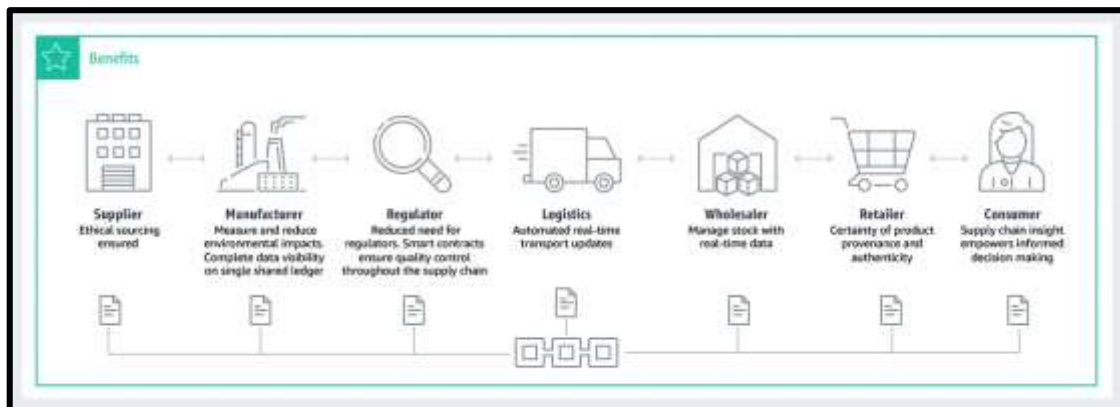 Benefits
Supplier
Ethical sourcing
ensured
Manufacturer
Measure and reduce
environmental impacts.
Complete data visibility
on single shared ledger
Regulator
Reduced need for
regulators. Smart contracts
ensure quality control
throughout the supply chain
Logistics
Automated real-time
transport updates
Wholesaler
Manage stock with
real-time data
Retailer
Certainty of product
provenance and
authenticity
Consumer
Supply chain insight
empowers informed
decision making